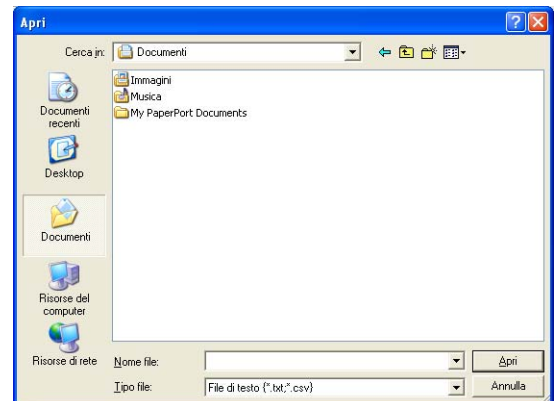 Apri
Cerca in: Documenti
Immagini
Musica
My PaperPort Documents
Documenti
recenti
Desktop
Documenti
Risorse del
computer
Risorse di rete
Nome file:
Apri
Tipo file: File di testo {*.txt;*.csv}
Annulla